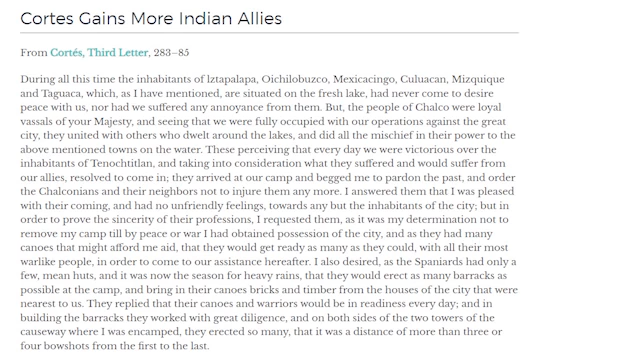 Cortes Gains More Indian Allies
From Cortés, Third Letter, 283–85
During all this time the inhabitants of Iztapalapa, Oichilobuzco, Mexicacingo, Culuacan, Mizquique
and Taguaca, which, as I have mentioned, are situated on the fresh lake, had never come to desire
peace with us, nor had we suffered any annoyance from them. But, the people of Chalco were loyal
vassals of your Majesty, and seeing that we were fully occupied with our operations against the great
city, they united with others who dwelt around the lakes, and did all the mischief in their power to the
above mentioned towns on the water. These perceiving that every day we were victorious over the
inhabitants of Tenochtitlan, and taking into consideration what they suffered and would suffer from
our allies, resolved to come in; they arrived at our camp and begged me to pardon the past, and order
the Chalconians and their neighbors not to injure them any more. I answered them that I was pleased
with their coming, and had no unfriendly feelings, towards any but the inhabitants of the city; but in
order to prove the sincerity of their professions, I requested them, as it was my determination not to
remove my camp till by peace or war I had obtained possession of the city, and as they had many
canoes that might afford me aid, that they would get ready as many as they could, with all their most
warlike people, in order to come to our assistance hereafter. I also desired, as the Spaniards had only a
few, mean huts, and it was now the season for heavy rains, that they would erect as many barracks as
possible at the camp, and bring in their canoes bricks and timber from the houses of the city that were
nearest to us. They replied that their canoes and warriors would be in readiness every day; and in
building the barracks they worked with great diligence, and on both sides of the two towers of the
causeway where I was encamped, they erected so many, that it was a distance of more than three or
four bowshots from the first to the last.